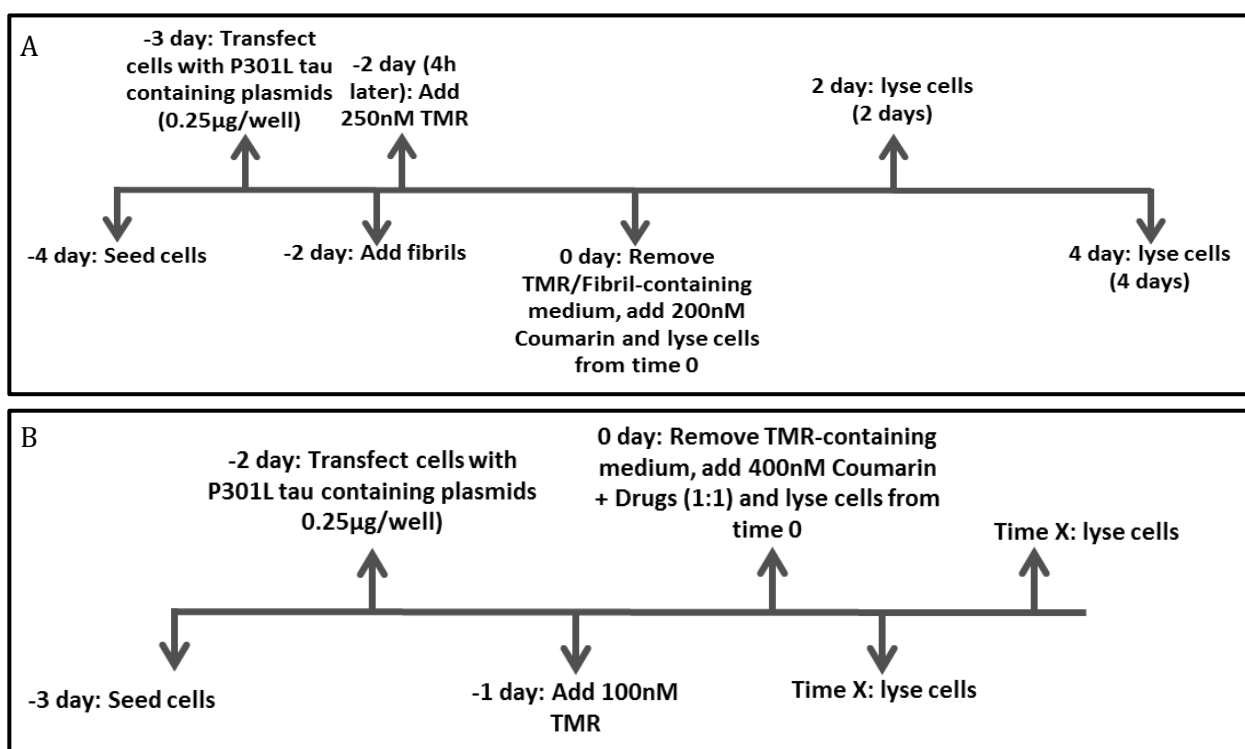 A
-3 day: Transfect
cells with P301L tau
containing plasmids
(0.25µg/well)
-2 day (4h
later): Add
250nM TMR
2 day: lyse cells
(2 days)
-4 day: Seed cells
-2 day: Add fibrils
0 day: Remove
TMR/Fibril-containing
medium, add 200nM
Coumarin and lyse cells
from time 0
4 day: lyse cells
(4 days)
B
-2 day: Transfect cells with
P301L tau containing plasmids
0.25µg/well)
0 day: Remove TMR-containing
medium, add 400nM Coumarin
+ Drugs (1:1) and lyse cells from
time 0
Time X: lyse cells
-3 day: Seed cells
-1 day: Add 100nM
TMR
Time X: lyse cells